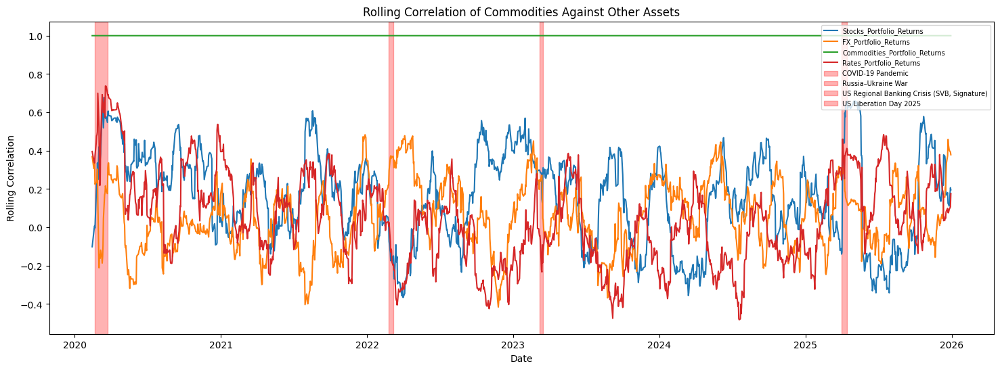 Rolling Correlation of Commodities Against Other Assets
Rolling Correlation
1.0
0.8
0.6
0.4
0.2
0.0
−0.2
−0.4
Stocks_Portfolio_Returns
FX_Portfolio_Returns
Commodities_Portfolio_Returns
Rates_Portfolio_Returns
COVID-19 Pandemic
Russia–Ukraine War
US Regional Banking Crisis (SVB, Signature)
US Liberation Day 2025
2020 2021 2022 2023 2024 2025 2026
Date